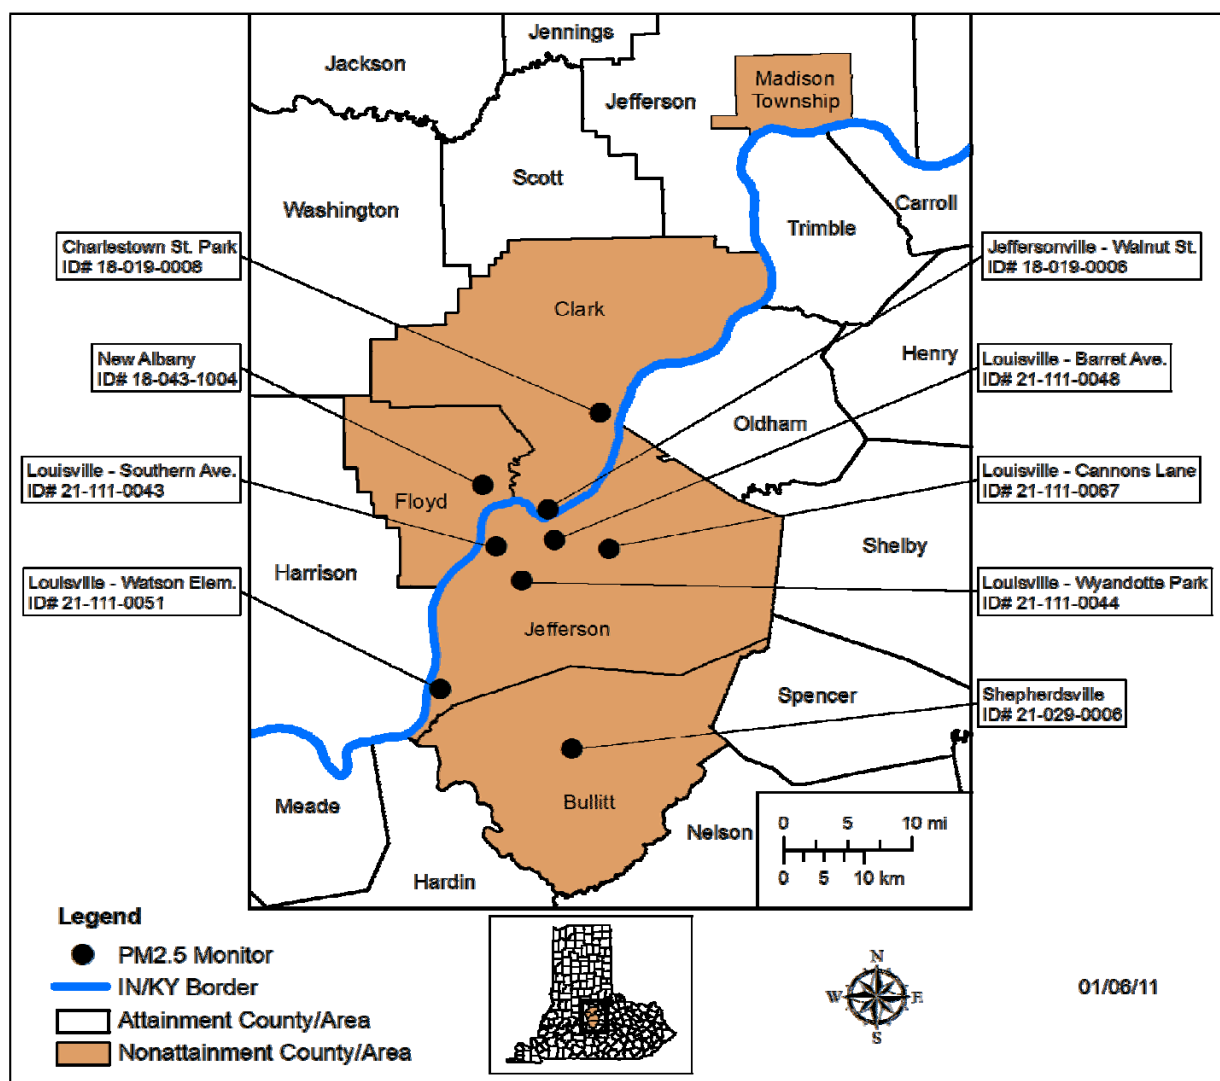 Jennings
Jackson
Jefferson
Madison
Township
Scott
Washington
Carroll
Trimble
Charlestown St. Park
ID# 18-019-0008
Jeffersonville - Walnut St.
ID# 18-019-0006
Clark
New Albany
ID# 18-043-1004
Henry
Louisville - Barret Ave.
ID# 21-111-0048
Oldham
Louisville - Southern Ave.
ID# 21-111-0043
Floyd
Louisville - Cannons Lane
ID# 21-111-0067
Shelby
Harrison
Louisville - Watson Elem.
ID# 21-111-0051
Louisville - Wyandotte Park
ID# 21-111-0044
Jefferson
Spencer
Shepherdsville
ID# 21-029-0006
Meade
Bullitt
Nelson
Hardin
0 5 10 mi
0 5 10 km
Legend
PM2.5 Monitor
IN/KY Border
Attainment County/Area
Nonattainment County/Area
N
W E
S
01/06/11